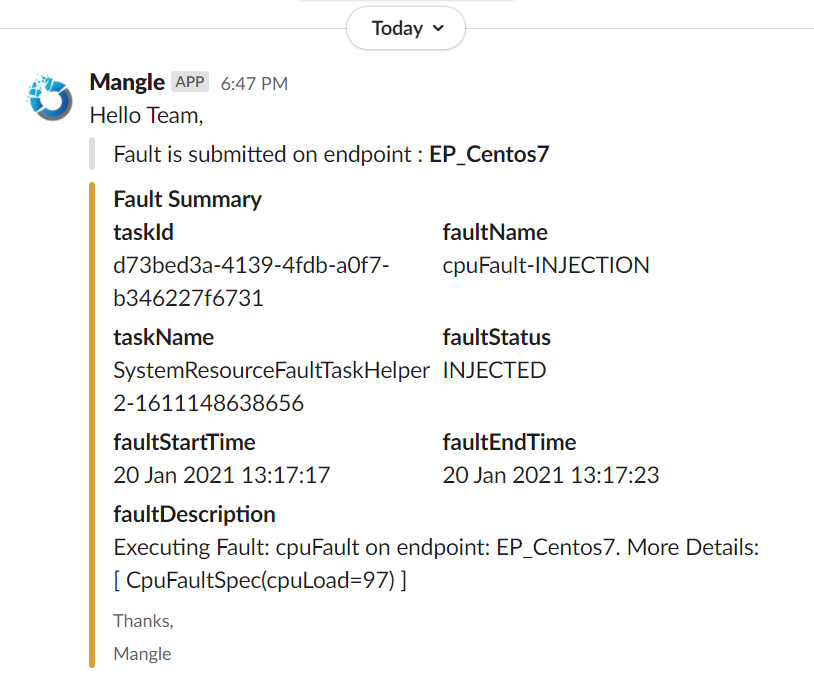 Today
Mangle APP 6:47 PM
Hello Team,
Fault is submitted on endpoint : EP_Centos7
Fault Summary
taskId faultName
d73bed3a-4139-4fdb-a0f7- cpuFault-INJECTION
b346227f6731
taskName faultStatus
SystemResourceFaultTaskHelper INJECTED
2-1611148638656
faultStartTime faultEndTime
20 Jan 2021 13:17:17 20 Jan 2021 13:17:23
faultDescription
Executing Fault: cpuFault on endpoint: EP_Centos7. More Details:
[ CpuFaultSpec(cpuLoad=97) ]
Thanks,
Mangle